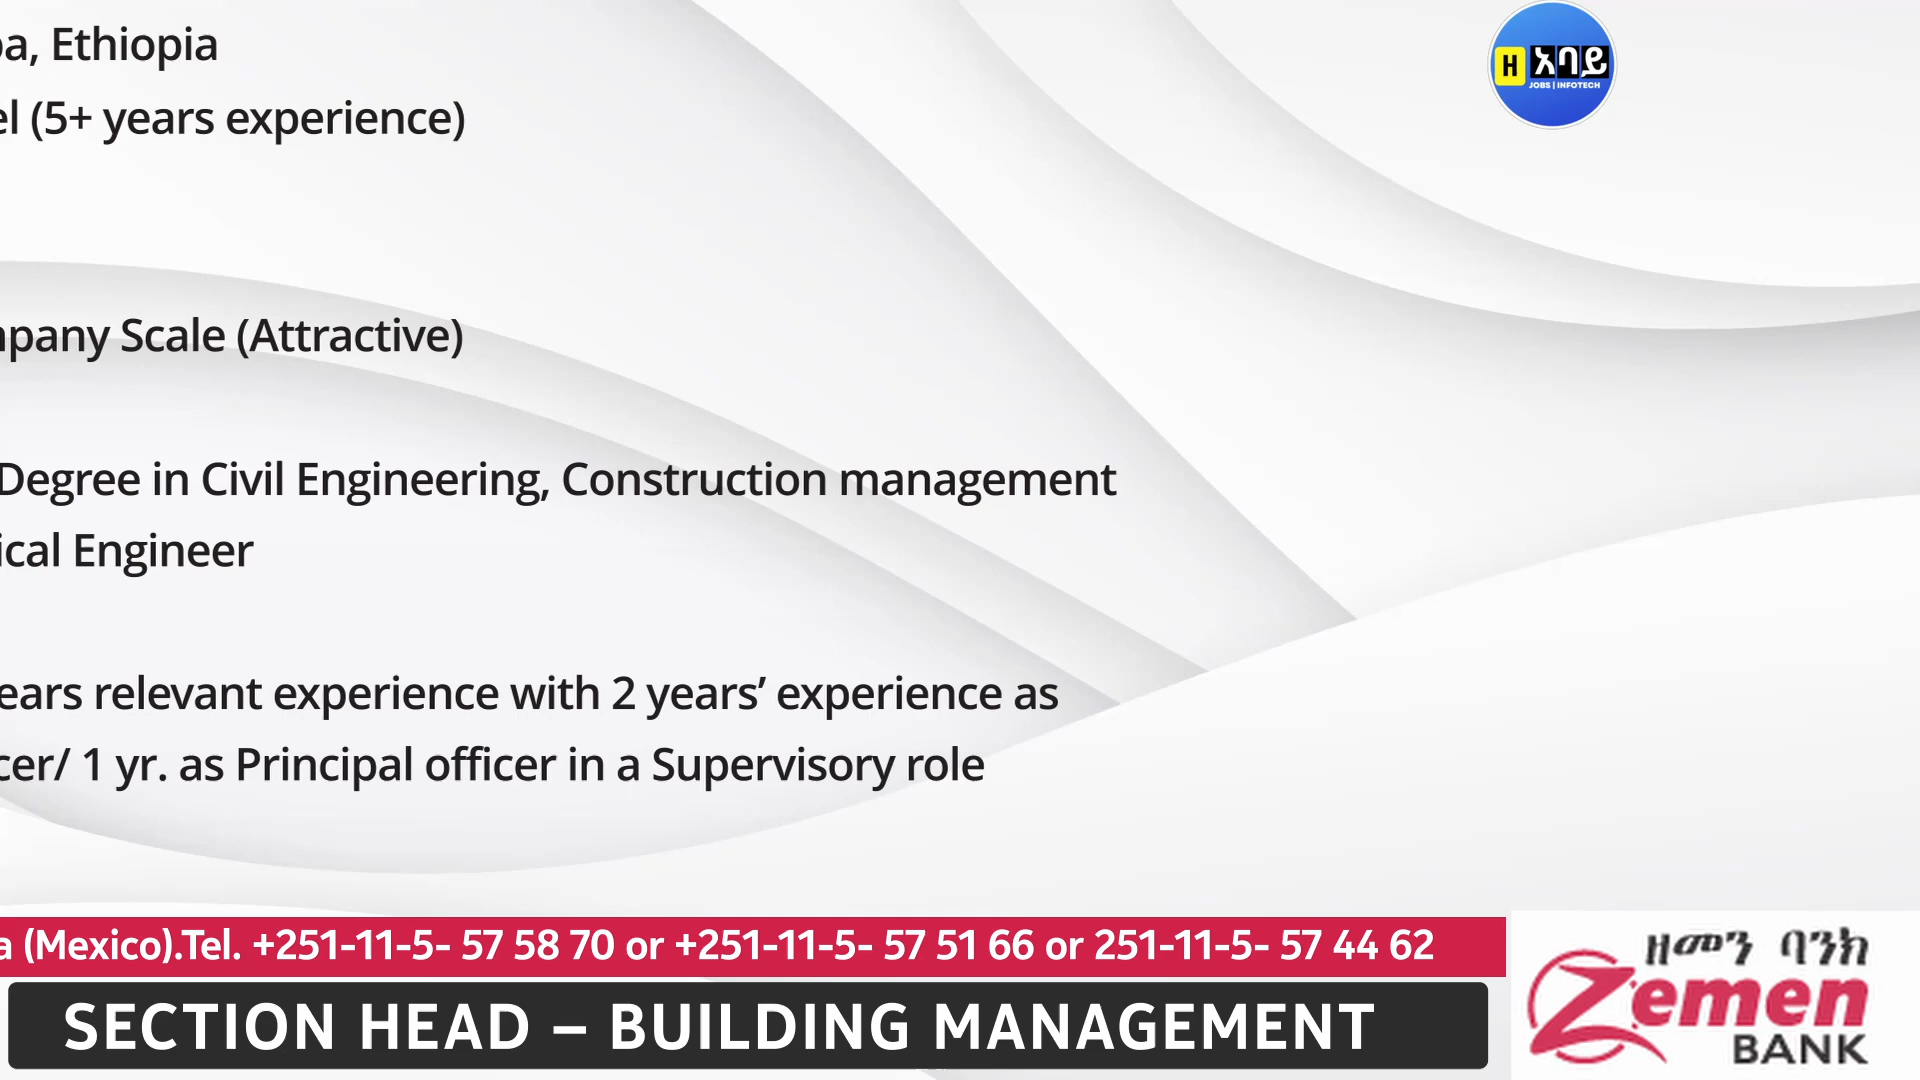 H አባይ
JOBS | INFOTECH
a, Ethiopia
el (5+ years experience)
pany Scale (Attractive)
Degree in Civil Engineering, Construction management
ical Engineer
ears relevant experience with 2 years’ experience as
cer/ 1 yr. as Principal officer in a Supervisory role
a (Mexico).Tel. +251-11-5- 57 58 70 or +251-11-5- 57 51 66 or 251-11-5- 57 44 62
SECTION HEAD – BUILDING MANAGEMENT
ዘመን ባንክ
Zemen
BANK